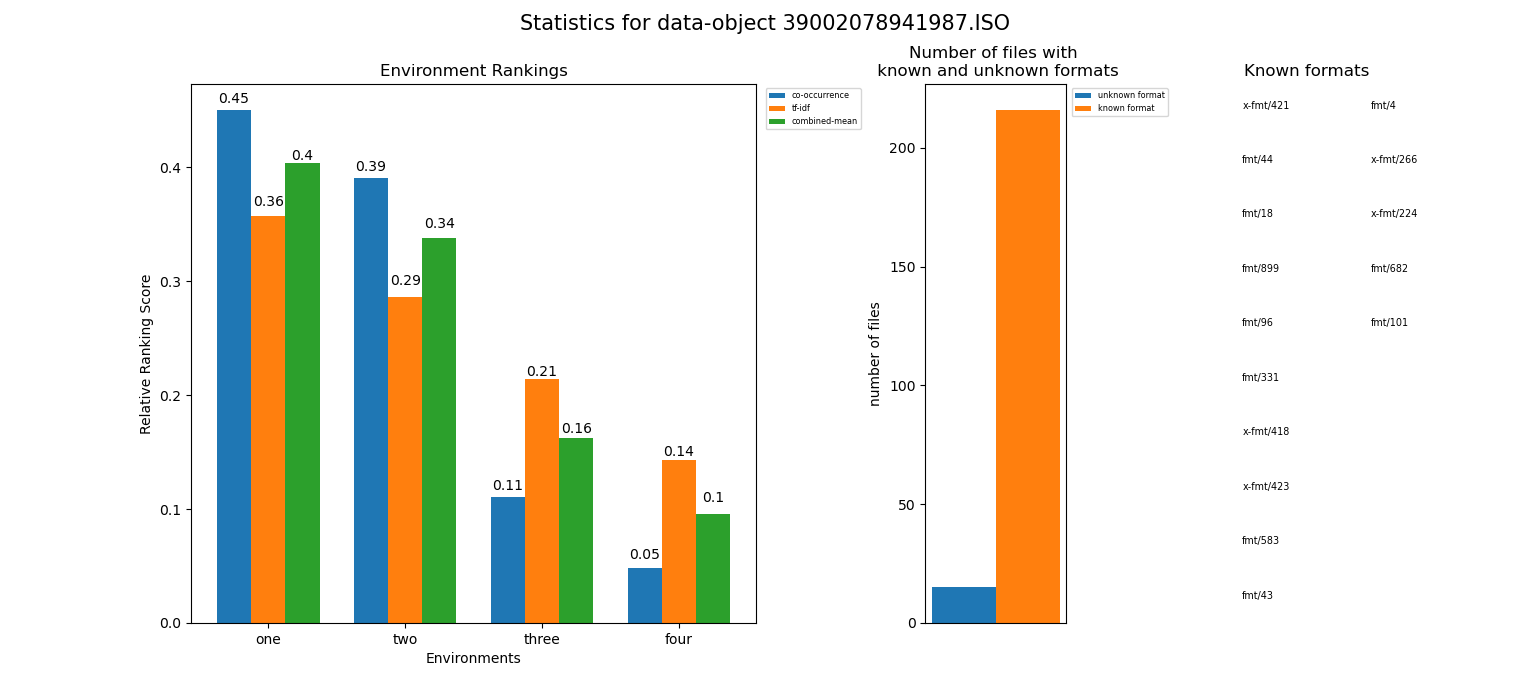 Statistics for data-object 39002078941987.ISO
Environment Rankings
Relative Ranking Score
0.4
0.3
0.2
0.1
0.0
0.45
0.36
0.4
0.39
0.29
0.34
0.11
0.21
0.16
0.05
0.14
0.1
one
two
three
four
Environments
co-occurrence
tf-idf
combined-mean
Number of files with
known and unknown formats
number of files
200
150
100
50
0
unknown format
known format
Known formats
x-fmt/421
fmt/44
fmt/18
fmt/899
fmt/96
fmt/331
x-fmt/418
x-fmt/423
fmt/583
fmt/43
fmt/4
x-fmt/266
x-fmt/224
fmt/682
fmt/101